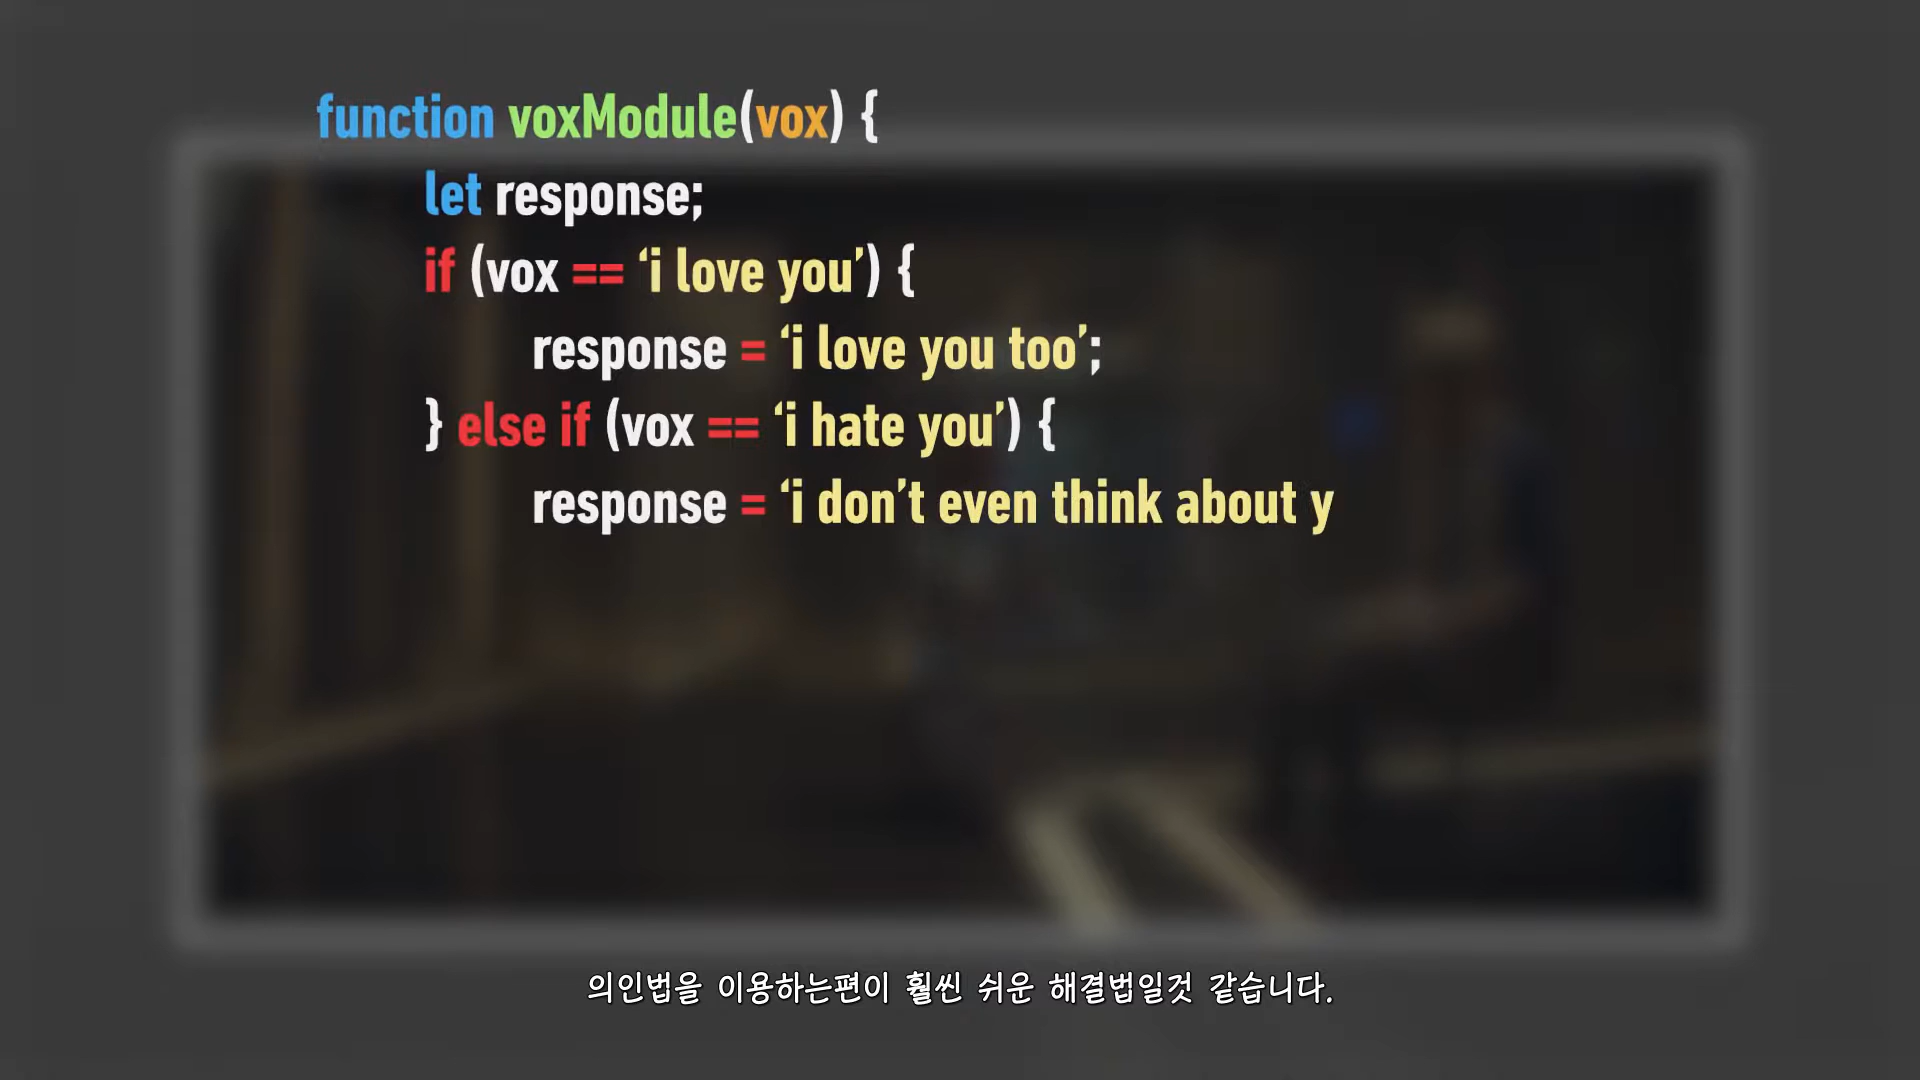 function voxModule(vox) {
let response;
if (vox == ‘i love you’) {
response = ‘i love you too’;
} else if (vox == ‘i hate you’) {
response = ‘i don’t even think about y
의인법을 이용하는편이 훨씬 쉬운 해결법일것 같습니다.